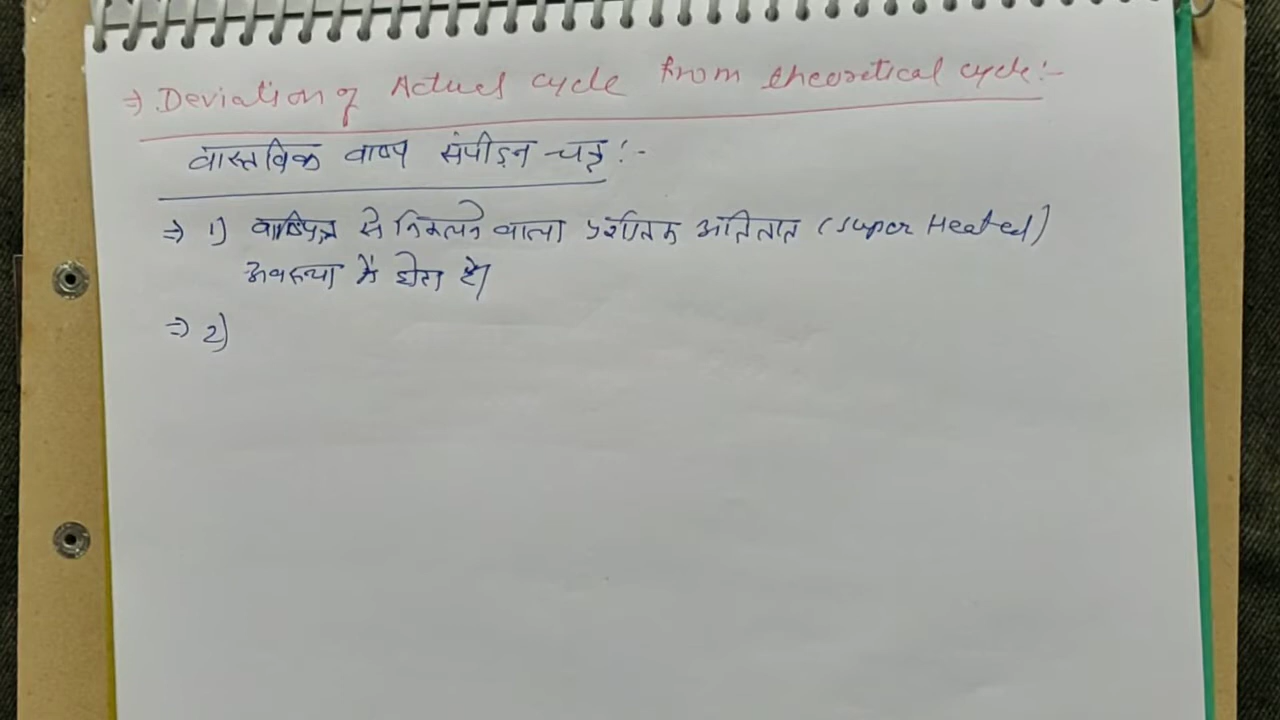 ⇒ Deviation of Actual cycle from theoretical cycle:-
वास्तविक वाष्प संपीडन चक्र :-
⇒ 1) वाष्पित्र से निकलने वाला प्रशीतक अतितप्त (super Heated)
अवस्था में होता है।
⇒ 2)